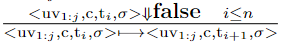 <uv₁:ⱼ,c,tᵢ,σ>⇓false i≤n
<uv₁:ⱼ,c,tᵢ,σ>⟼<uv₁:ⱼ,c,tᵢ₊₁,σ>